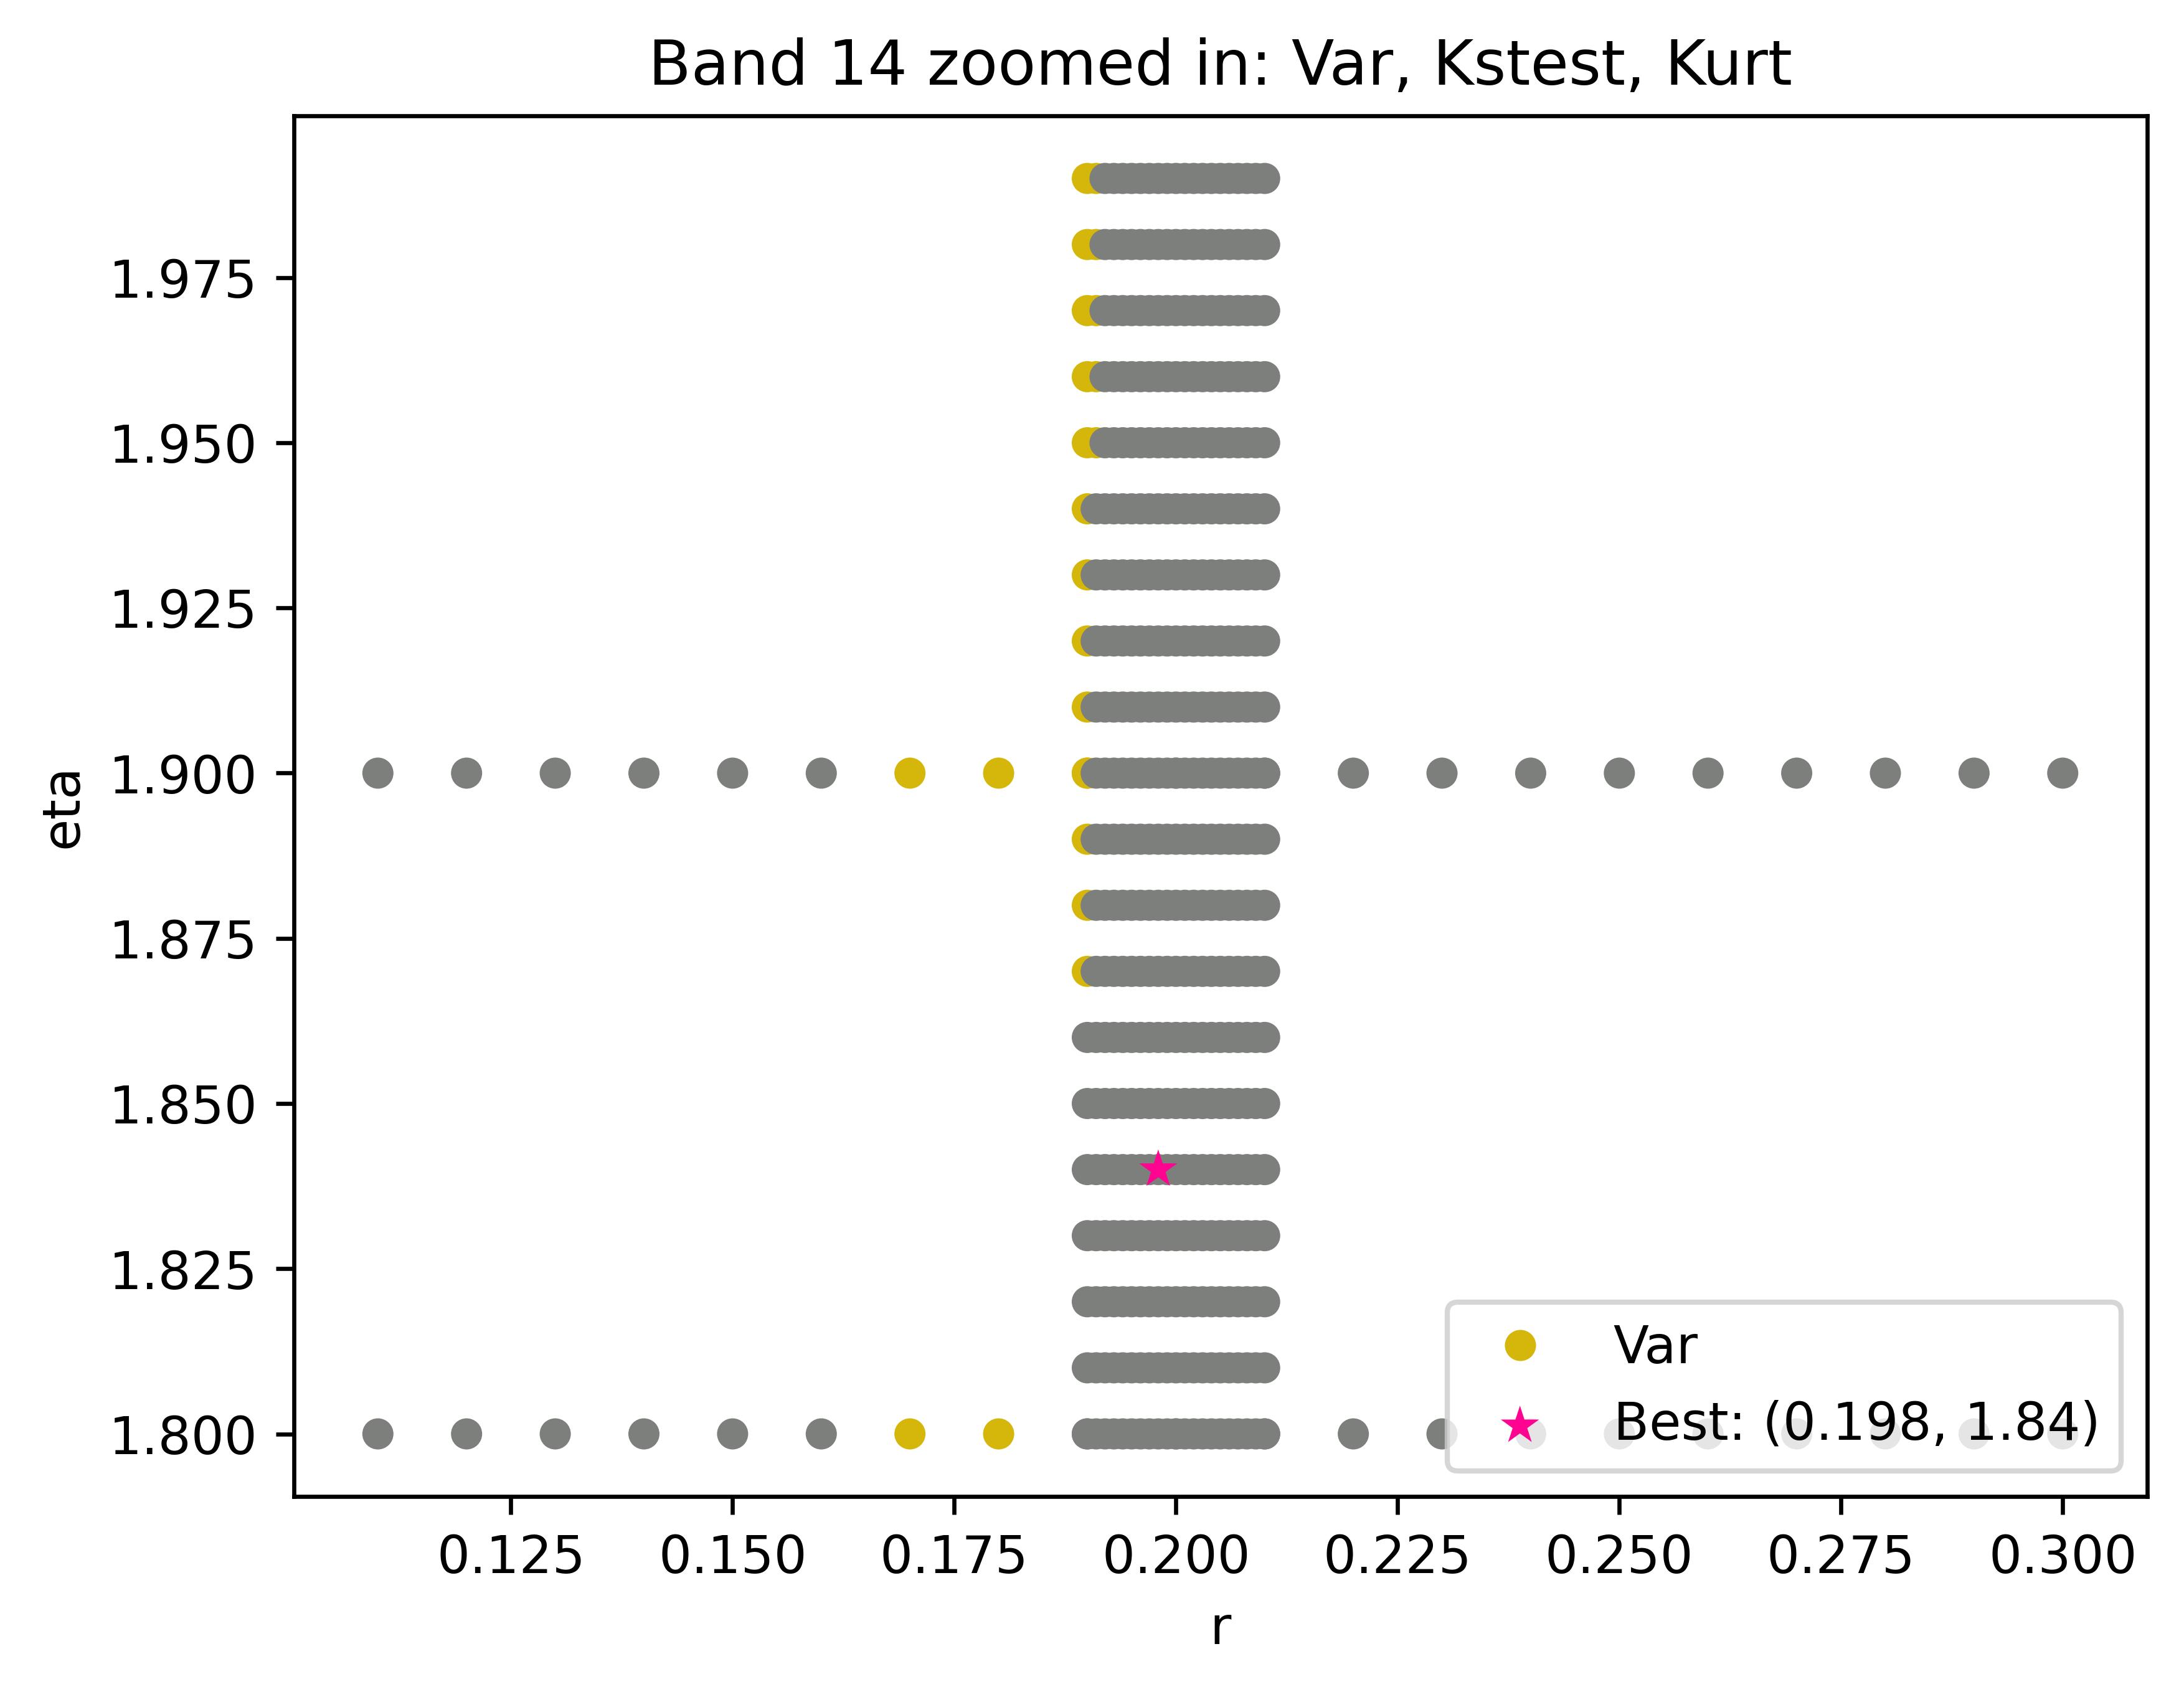 Band 14 zoomed in: Var, Kstest, Kurt
eta
1.975
1.950
1.925
1.900
1.875
1.850
1.825
1.800
Var
Best: (0.198, 1.84)
0.125 0.150 0.175 0.200 0.225 0.250 0.275 0.300
r